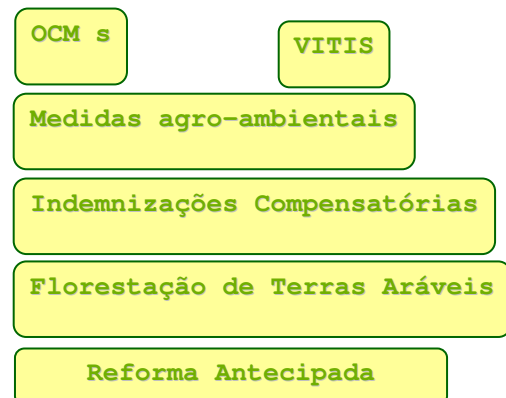 OCM s
VITIS
Medidas agro-ambientais
Indemnizações Compensatórias
Florestação de Terras Aráveis
Reforma Antecipada